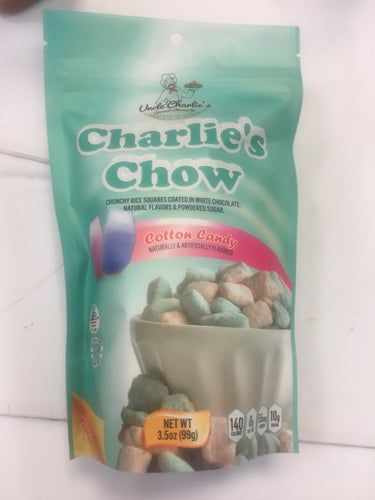 Uncle Charlie's
Charlie's
Chow
CRUNCHY RICE SQUARES COATED IN WHITE CHOCOLATE,
NATURAL FLAVORS & POWDERED SUGAR.
Cotton Candy
NATURALLY & ARTIFICIALLY FLAVORED
NET WT
3.5oz (99g)
140
CALORIES
10g